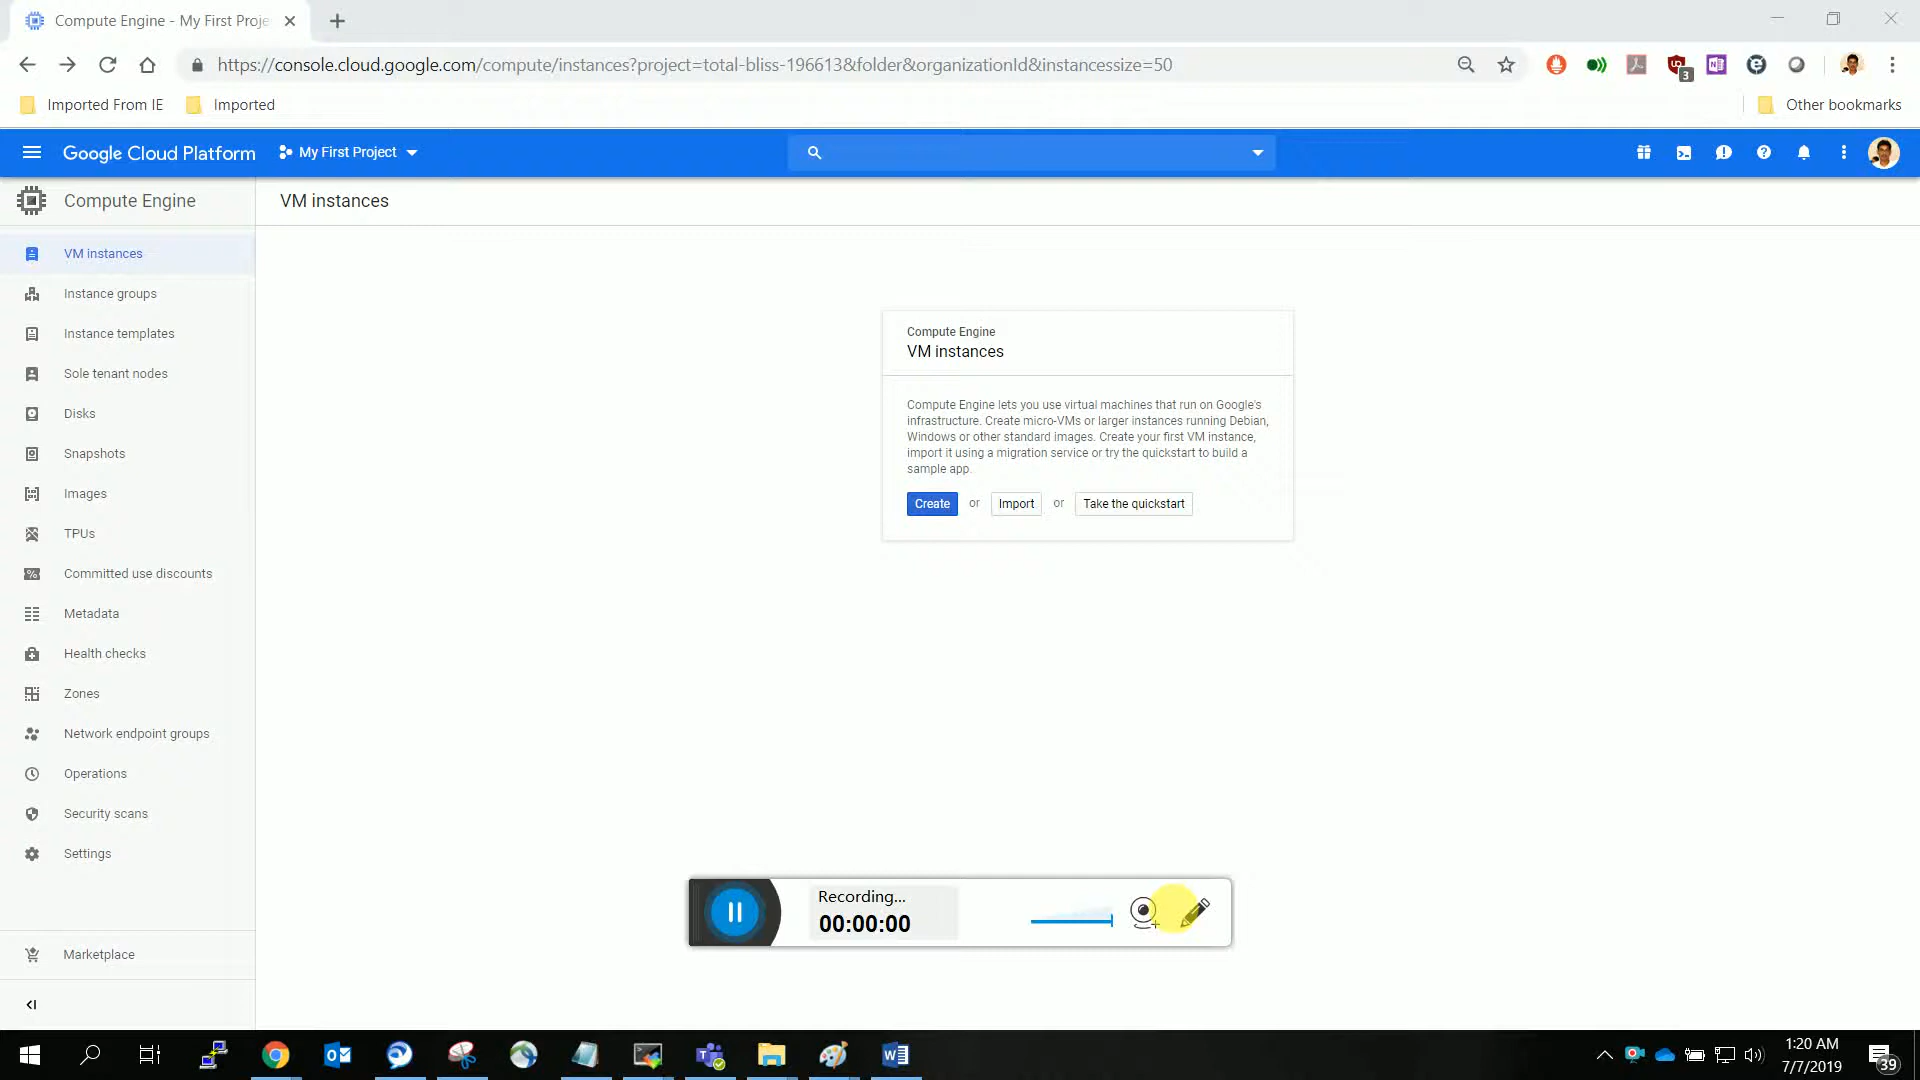 Compute Engine - My First Proje
https://console.cloud.google.com/compute/instances?project=total-bliss-196613&folder&organizationId&instancessize=50
3
Imported From IE
Imported
Other bookmarks
Google Cloud Platform
My First Project
Compute Engine
VM instances
VM instances
Instance groups
Instance templates
Sole tenant nodes
Disks
Snapshots
Images
TPUs
Committed use discounts
Metadata
Health checks
Zones
Network endpoint groups
Operations
Security scans
Settings
Marketplace
Compute Engine
VM instances
Compute Engine lets you use virtual machines that run on Google's
infrastructure. Create micro-VMs or larger instances running Debian,
Windows or other standard images. Create your first VM instance,
import it using a migration service or try the quickstart to build a
sample app.
Create or Import or Take the quickstart
Recording...
00:00:00
1:20 AM
7/7/2019
39